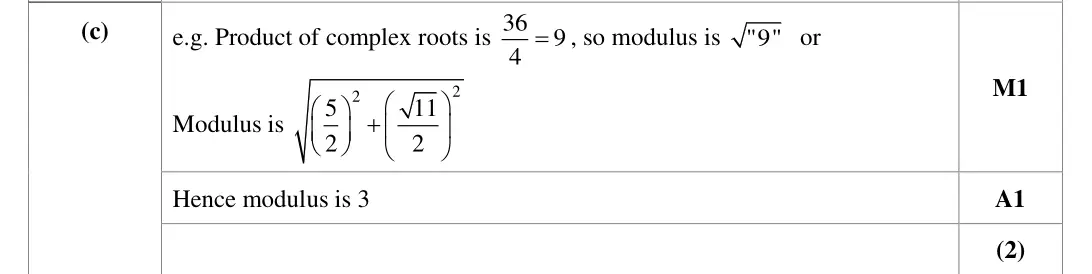 (c)
e.g. Product of complex roots is 36/4 = 9, so modulus is √"9" or
Modulus is √((5/2)² + (√11/2)²)
M1
Hence modulus is 3
A1
(2)